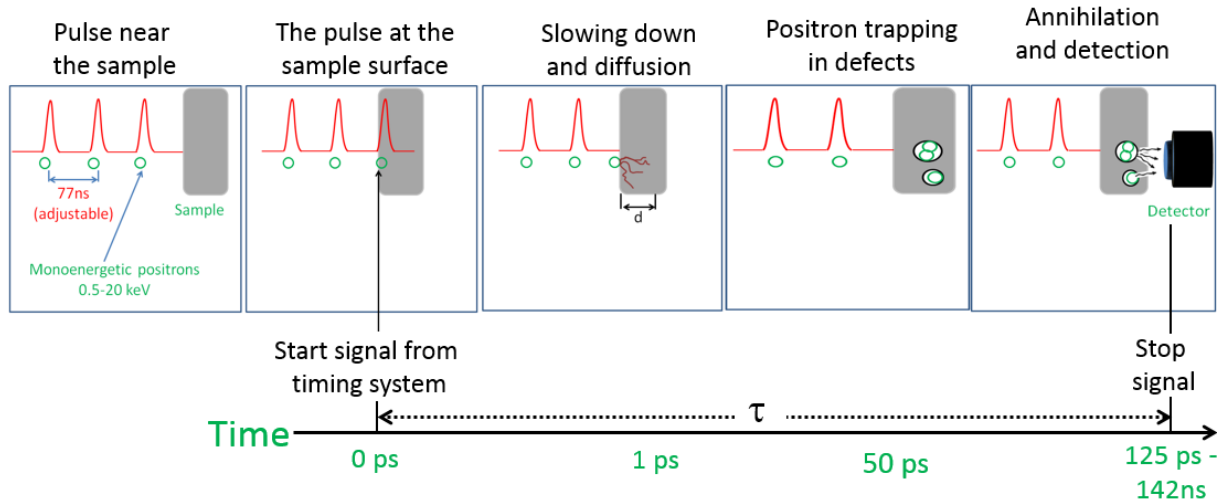 Pulse near
the sample
The pulse at the
sample surface
Slowing down
and diffusion
Positron trapping
in defects
Annihilation
and detection
77ns
(adjustable)
Sample
Monoenergetic positrons
0.5-20 keV
d
Detector
Start signal from
timing system
Stop
signal
τ
Time
0 ps
1 ps
50 ps
125 ps -
142ns